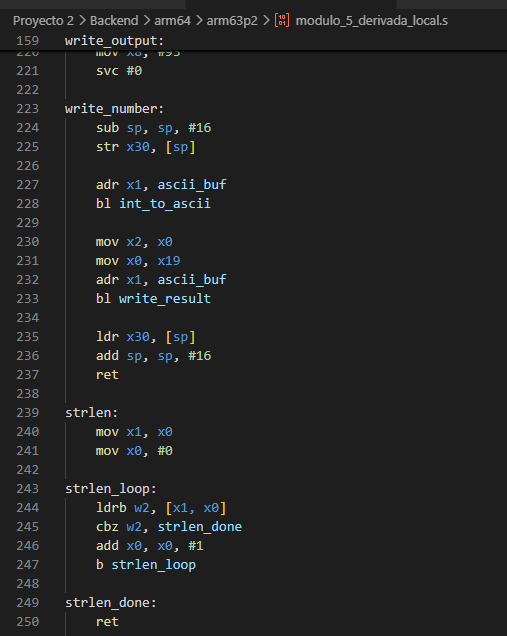 Proyecto 2 > Backend > arm64 > arm63p2 > modulo_5_derivada_local.s
159 write_output:
220 mov x8, #93
221 svc #0
222
223 write_number:
224 sub sp, sp, #16
225 str x30, [sp]
226
227 adr x1, ascii_buf
228 bl int_to_ascii
229
230 mov x2, x0
231 mov x0, x19
232 adr x1, ascii_buf
233 bl write_result
234
235 ldr x30, [sp]
236 add sp, sp, #16
237 ret
238
239 strlen:
240 mov x1, x0
241 mov x0, #0
242
243 strlen_loop:
244 ldrb w2, [x1, x0]
245 cbz w2, strlen_done
246 add x0, x0, #1
247 b strlen_loop
248
249 strlen_done:
250 ret